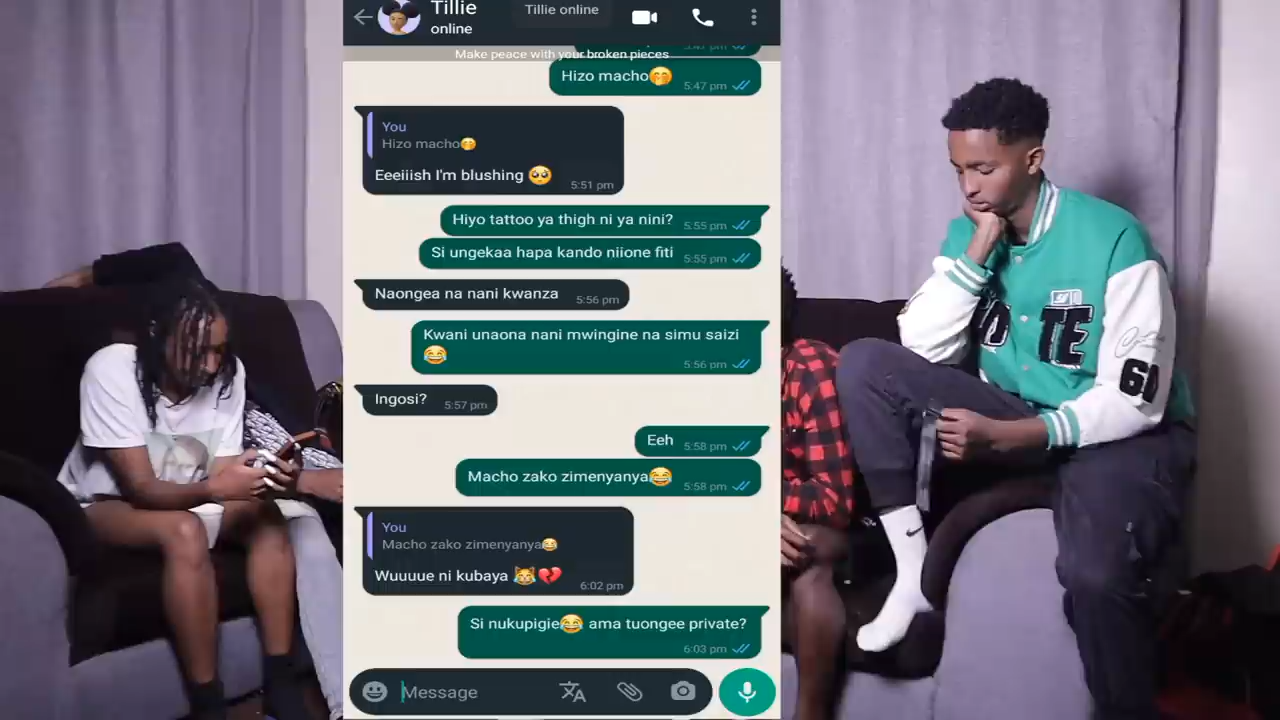 Tillie
Tillie online
online
Make peace with your broken pieces
Hizo macho🤭
5:47 pm
You
Hizo macho🤭
Eeeiiish I'm blushing 🥺
5:51 pm
Hiyo tattoo ya thigh ni ya nini?
5:55 pm
Si ungekaa hapa kando niione fiti
5:55 pm
Naongea na nani kwanza
5:56 pm
Kwani unaona nani mwingine na simu saizi
😂
5:56 pm
Ingosi?
5:57 pm
Eeh
5:58 pm
Macho zako zimenyanya😂
5:58 pm
You
Macho zako zimenyanya😂
Wuuuue ni kubaya 😹💔
6:02 pm
Si nukupigie😂 ama tuongee private?
6:03 pm
Message
TE